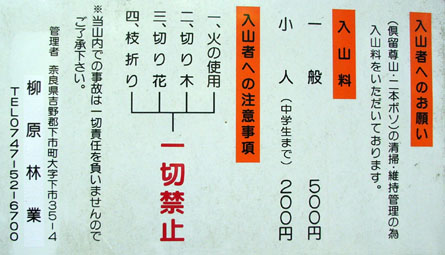 入山者へのお願い
(倶留尊山・二本ボソ)の清掃・維持管理の為
入山料をいただいております。
入山料
一般 500円
小人(中学生まで) 200円
入山者への注意事項
一、火の使用
二、切り木
三、切り花
四、枝折り
一切禁止
※当山内での事故は一切責任を負いませんので
ご了承下さい。
管理者 奈良県吉野郡下市町大字下市35-4
柳原林業
TEL0747-52-6700